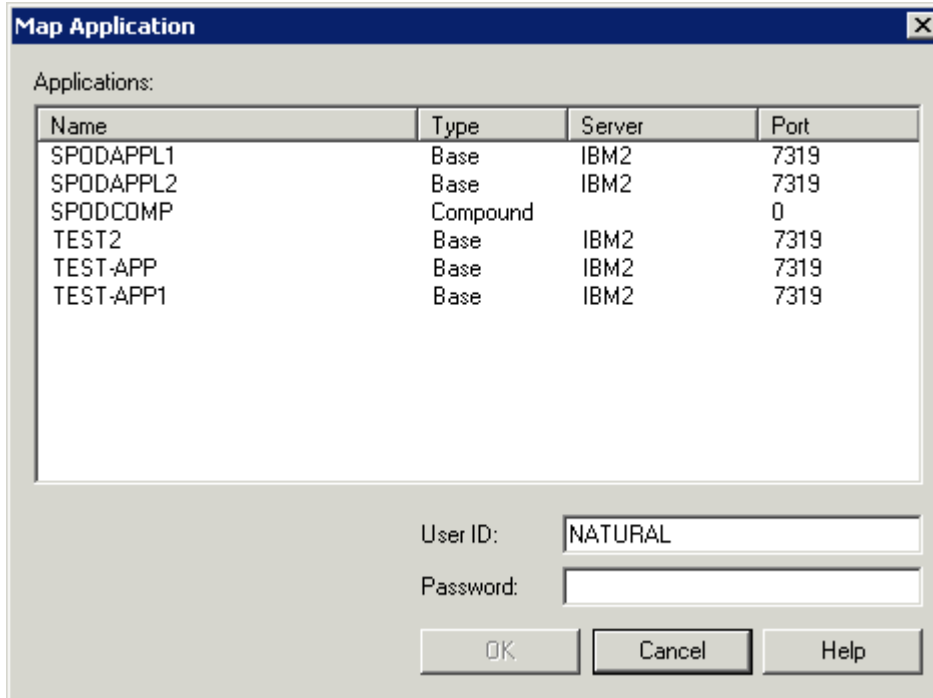 Map Application
Applications:
Name Type Server Port
SPODAPPL1 Base IBM2 7319
SPODAPPL2 Base IBM2 7319
SPODCOMP Compound 0
TEST2 Base IBM2 7319
TEST-APP Base IBM2 7319
TEST-APP1 Base IBM2 7319
User ID: NATURAL
Password:
OK Cancel Help